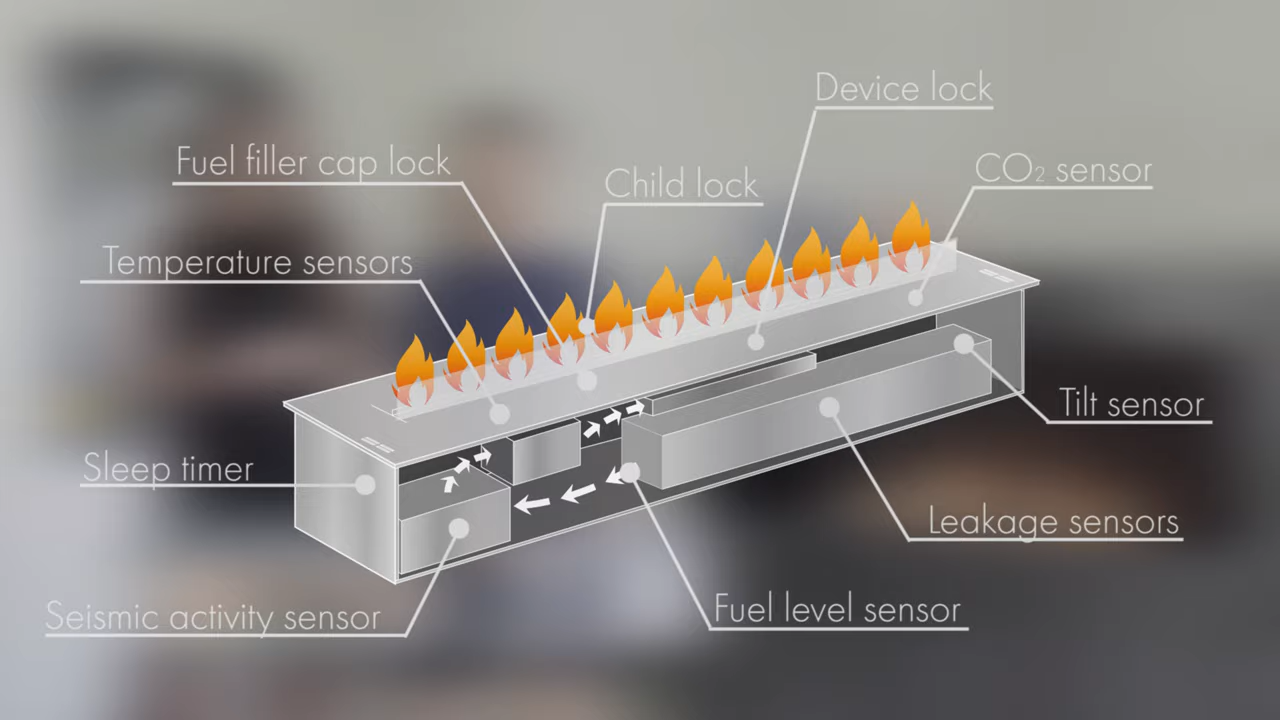 Device lock
Fuel filler cap lock
Child lock
CO₂ sensor
Temperature sensors
Tilt sensor
Sleep timer
Leakage sensors
Seismic activity sensor
Fuel level sensor